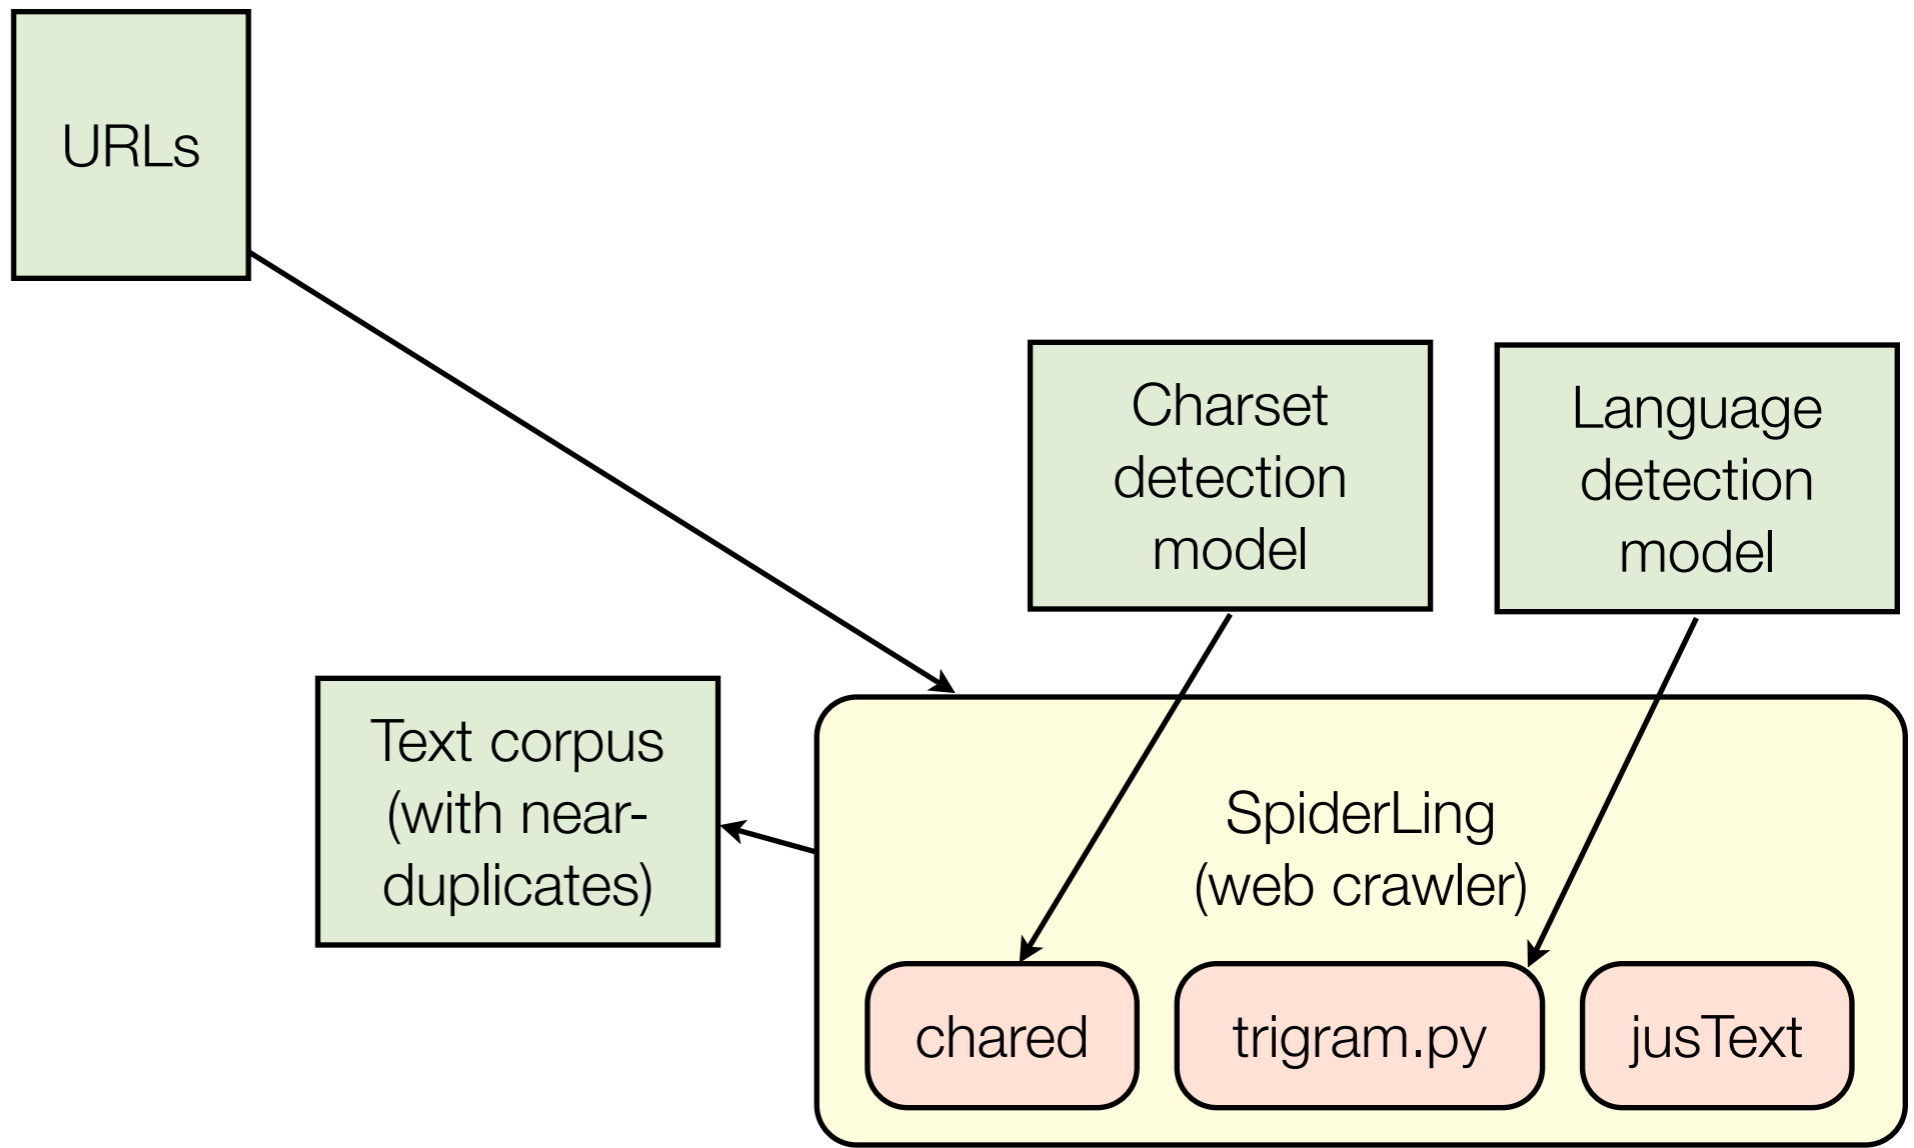 URLs
Charset
detection
model
Language
detection
model
Text corpus
(with near-
duplicates)
SpiderLing
(web crawler)
chared
trigram.py
jusText